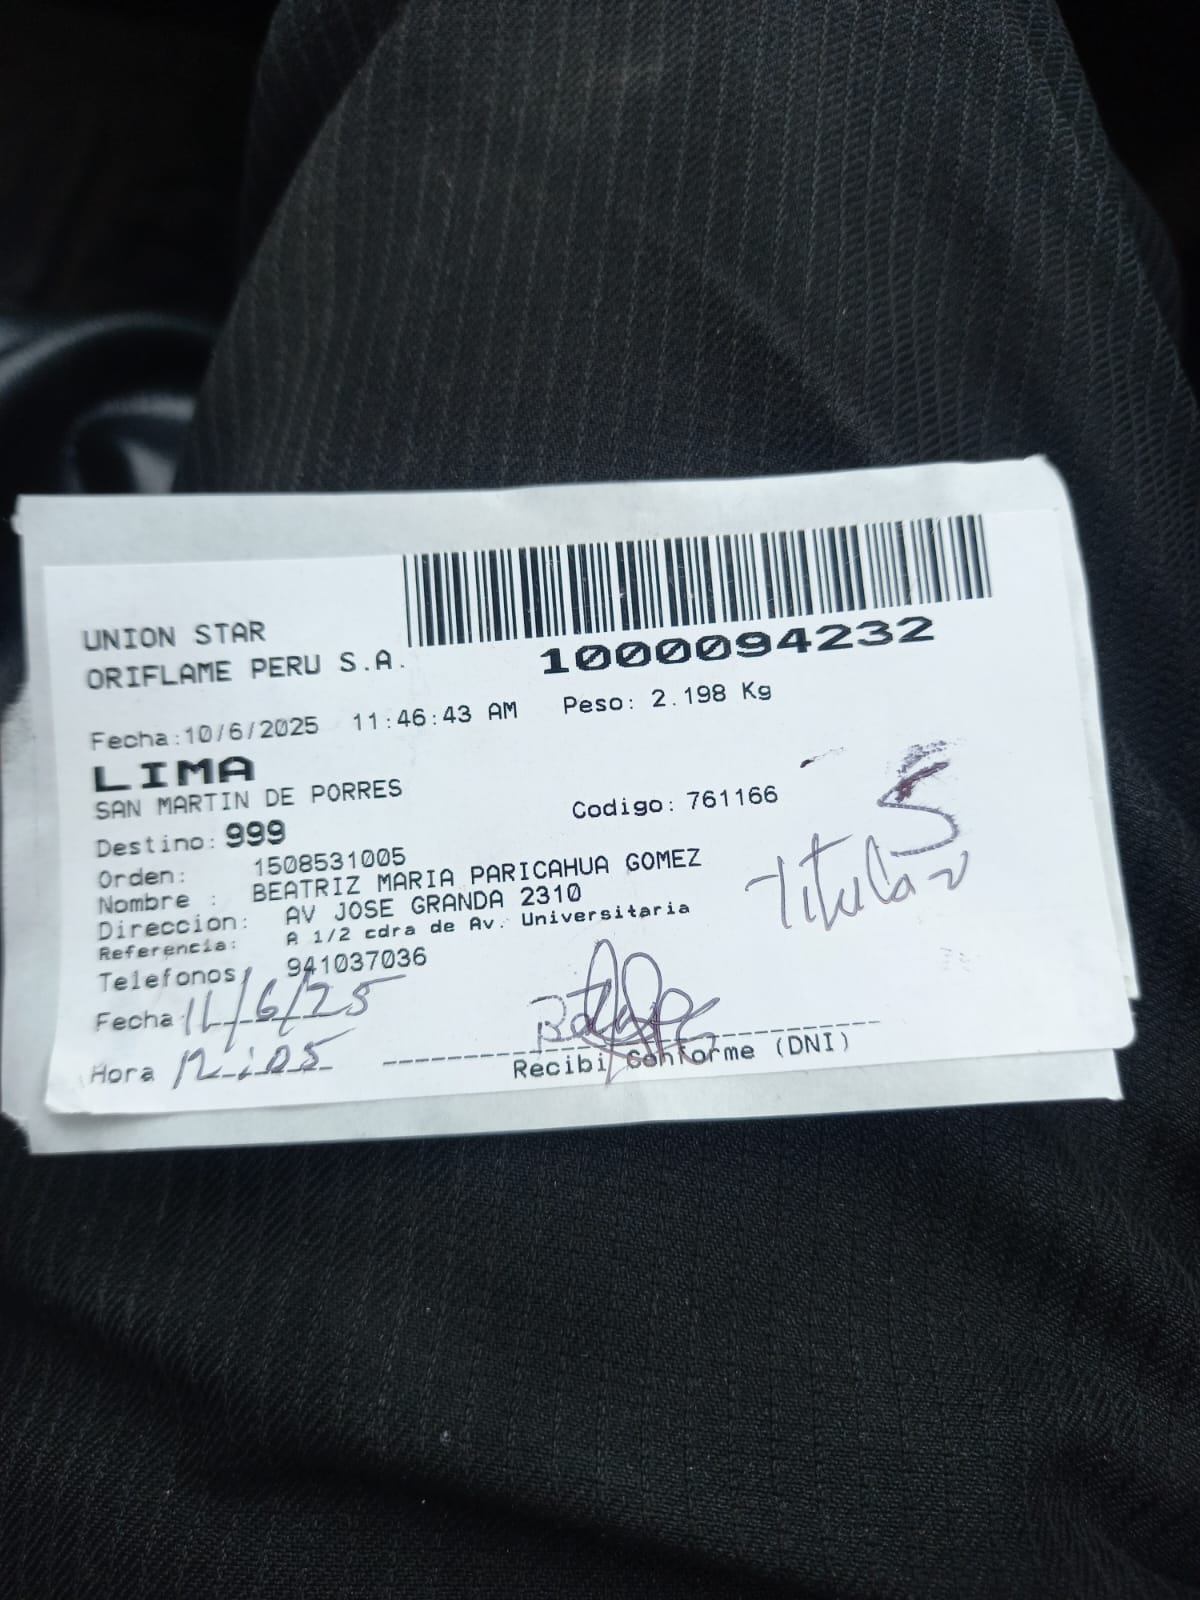 UNION STAR
ORIFLAME PERU S.A.
1000094232
Fecha:10/6/2025 11:46:43 AM Peso: 2.198 Kg
LIMA
SAN MARTIN DE PORRES
Destino: 999 Codigo: 761166
Orden: 1508531005
Nombre : BEATRIZ MARIA PARICAHUA GOMEZ
Direccion: AV JOSE GRANDA 2310
Referencia: A 1/2 cdra de Av. Universitaria
Telefonos: 941037036
Titular
Fecha 11/6/25
Hora 12:05
Recibi Conforme (DNI)